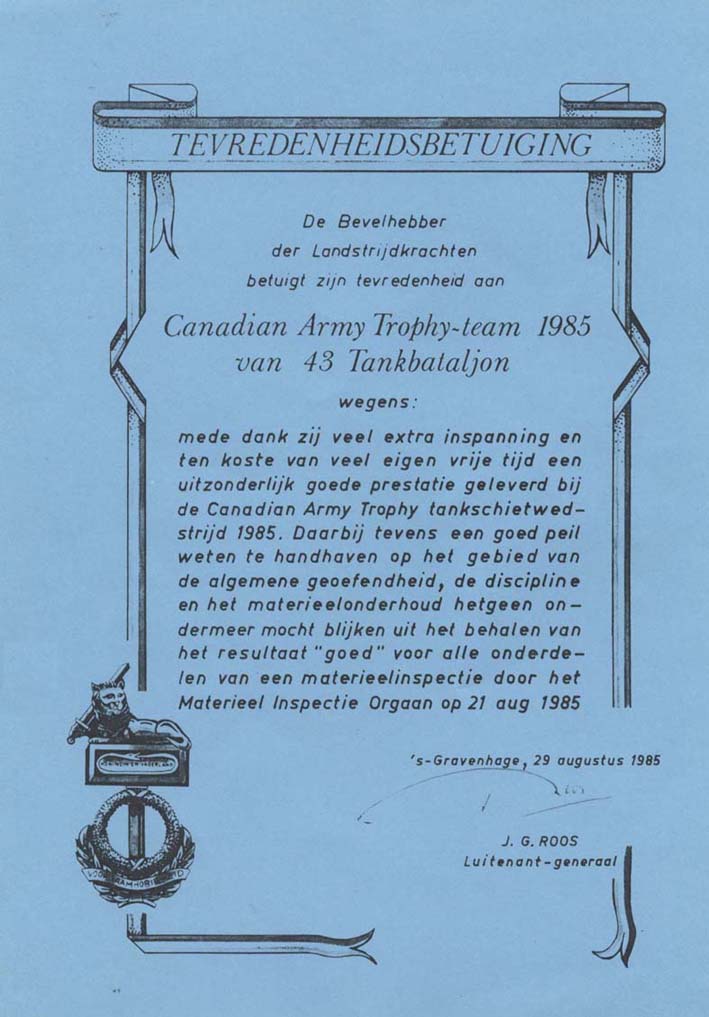 TEVREDENHEIDSBETUIGING
De Bevelhebber
der Landstrijdkrachten
betuigt zijn tevredenheid aan
Canadian Army Trophy-team 1985
van 43 Tankbataljon
wegens:
mede dank zij veel extra inspanning en
ten koste van veel eigen vrije tijd een
uitzonderlijk goede prestatie geleverd bij
de Canadian Army Trophy tankschietwed-
strijd 1985. Daarbij tevens een goed peil
weten te handhaven op het gebied van
de algemene geoefendheid, de discipline
en het materieelonderhoud hetgeen on-
dermeer mocht blijken uit het behalen van
het resultaat "goed" voor alle onderde-
len van een materieelinspectie door het
Materieel Inspectie Orgaan op 21 aug 1985
's-Gravenhage, 29 augustus 1985
J. G. ROOS
Luitenant-generaal